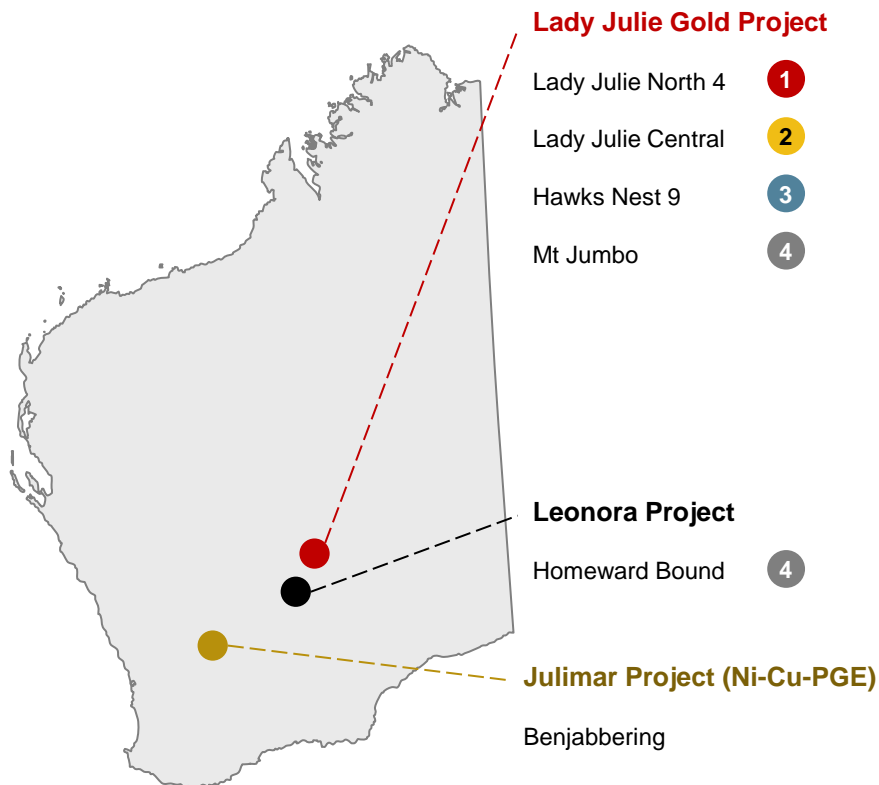 Lady Julie Gold Project
Lady Julie North 4 1
Lady Julie Central 2
Hawks Nest 9 3
Mt Jumbo 4
Leonora Project
Homeward Bound 4
Julimar Project (Ni-Cu-PGE)
Benjabbering